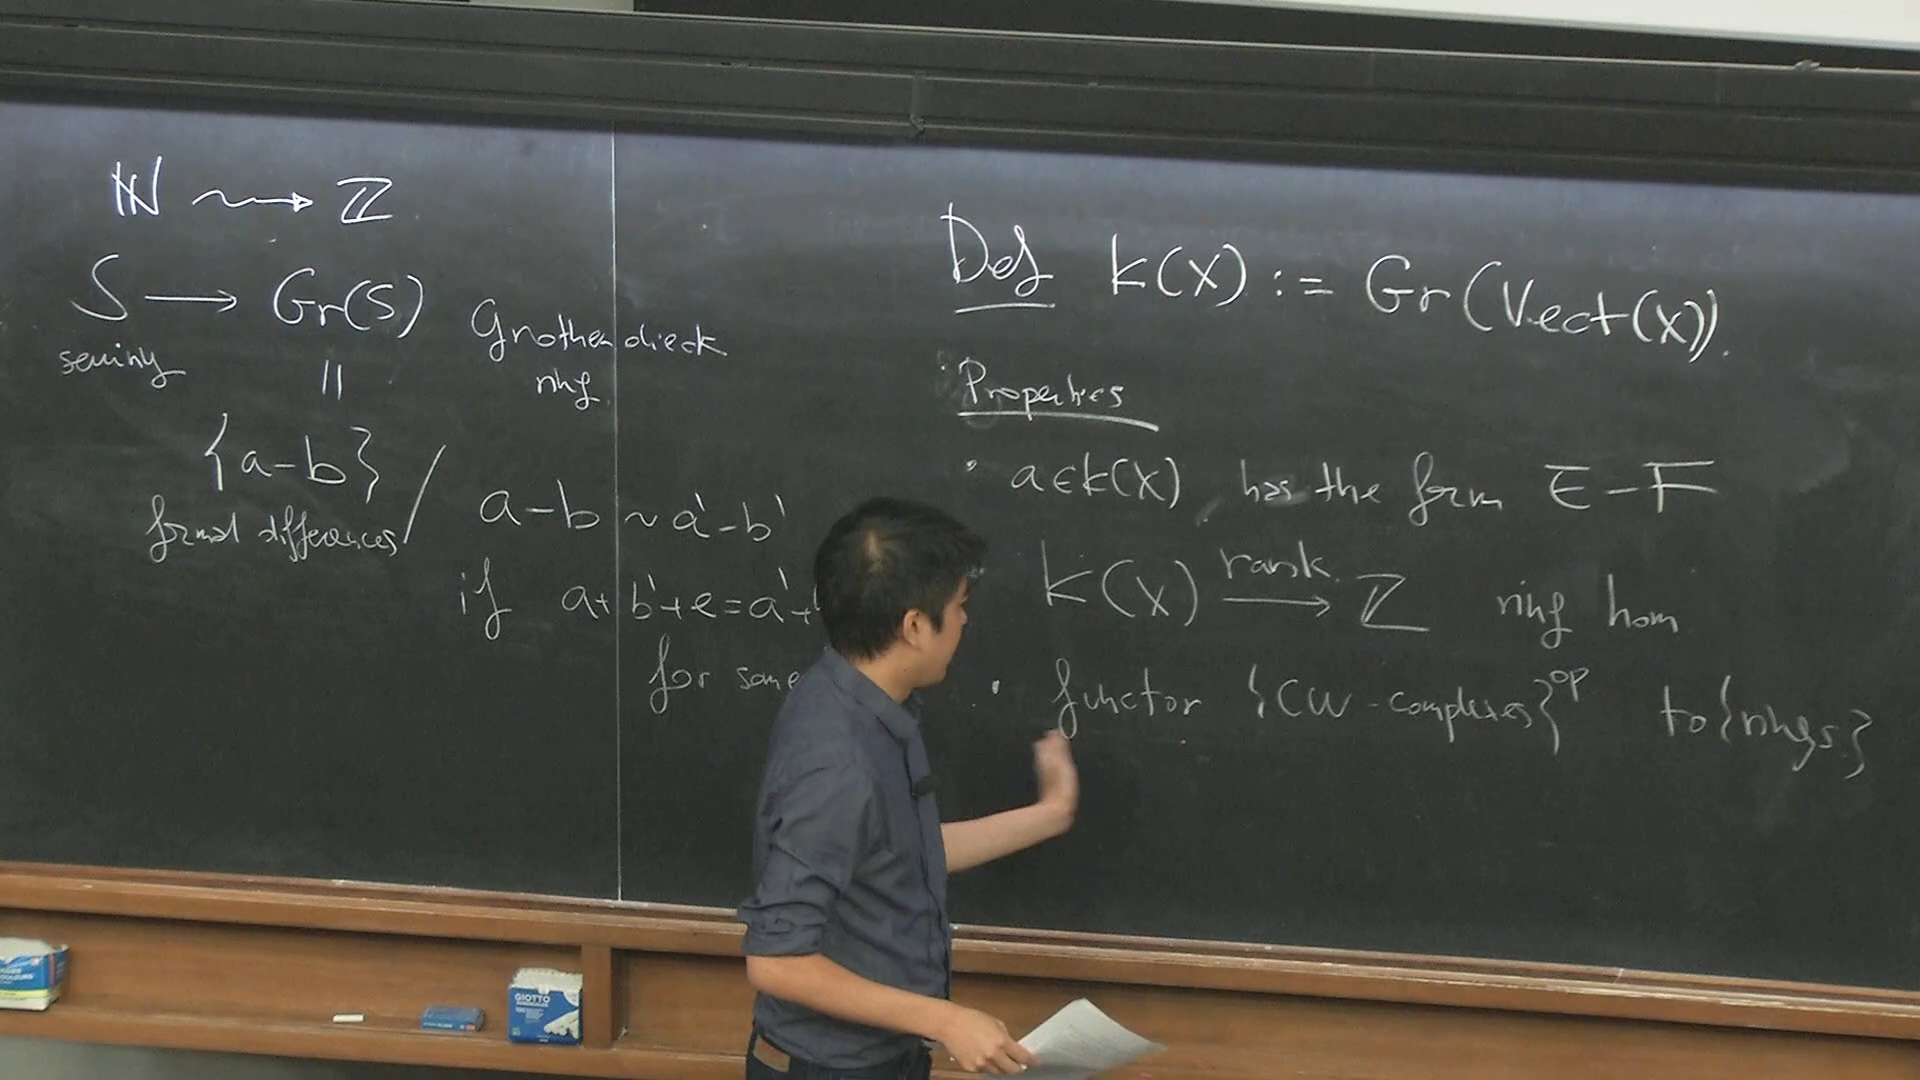 ℕ ⇝ ℤ
S → Gr(S) Grothendieck
semiring || ring
{a-b} /
formal differences
a-b ~ a'-b'
if a+b'+e=a'+
for some
Def K(X) := Gr(Vect(X)).
Properties
• a∈K(X) has the form E-F
K(X) rank→ ℤ ring hom
• functor {CW-complexes}^op to {rings}
GIOTTO